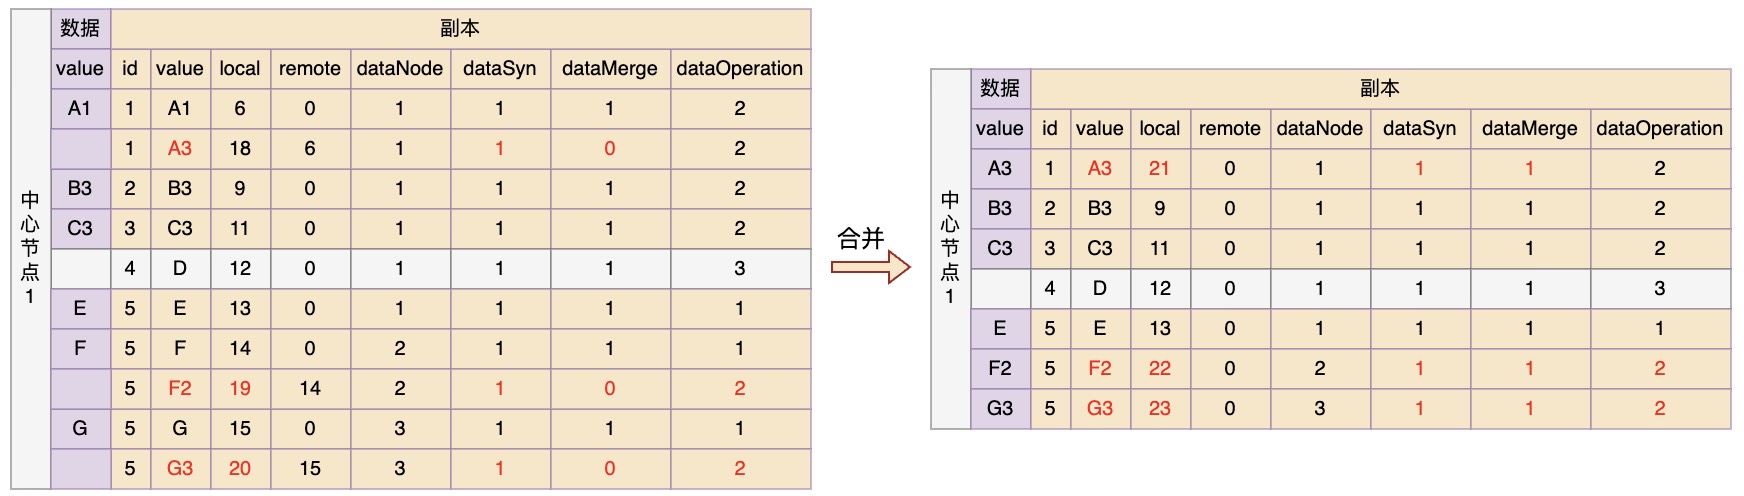 数据 副本
value id value local remote dataNode dataSyn dataMerge dataOperation
A1 1 A1 6 0 1 1 1 2
1 A3 18 6 1 1 0 2
B3 2 B3 9 0 1 1 1 2
C3 3 C3 11 0 1 1 1 2
4 D 12 0 1 1 1 3
E 5 E 13 0 1 1 1 1
F 5 F 14 0 2 1 1 1
5 F2 19 14 2 1 0 2
G 5 G 15 0 3 1 1 1
5 G3 20 15 3 1 0 2
中
心
节
点
1
合并
数据 副本
value id value local remote dataNode dataSyn dataMerge dataOperation
A3 1 A3 21 0 1 1 1 2
B3 2 B3 9 0 1 1 1 2
C3 3 C3 11 0 1 1 1 2
4 D 12 0 1 1 1 3
E 5 E 13 0 1 1 1 1
F2 5 F2 22 0 2 1 1 2
G3 5 G3 23 0 3 1 1 2
中
心
节
点
1